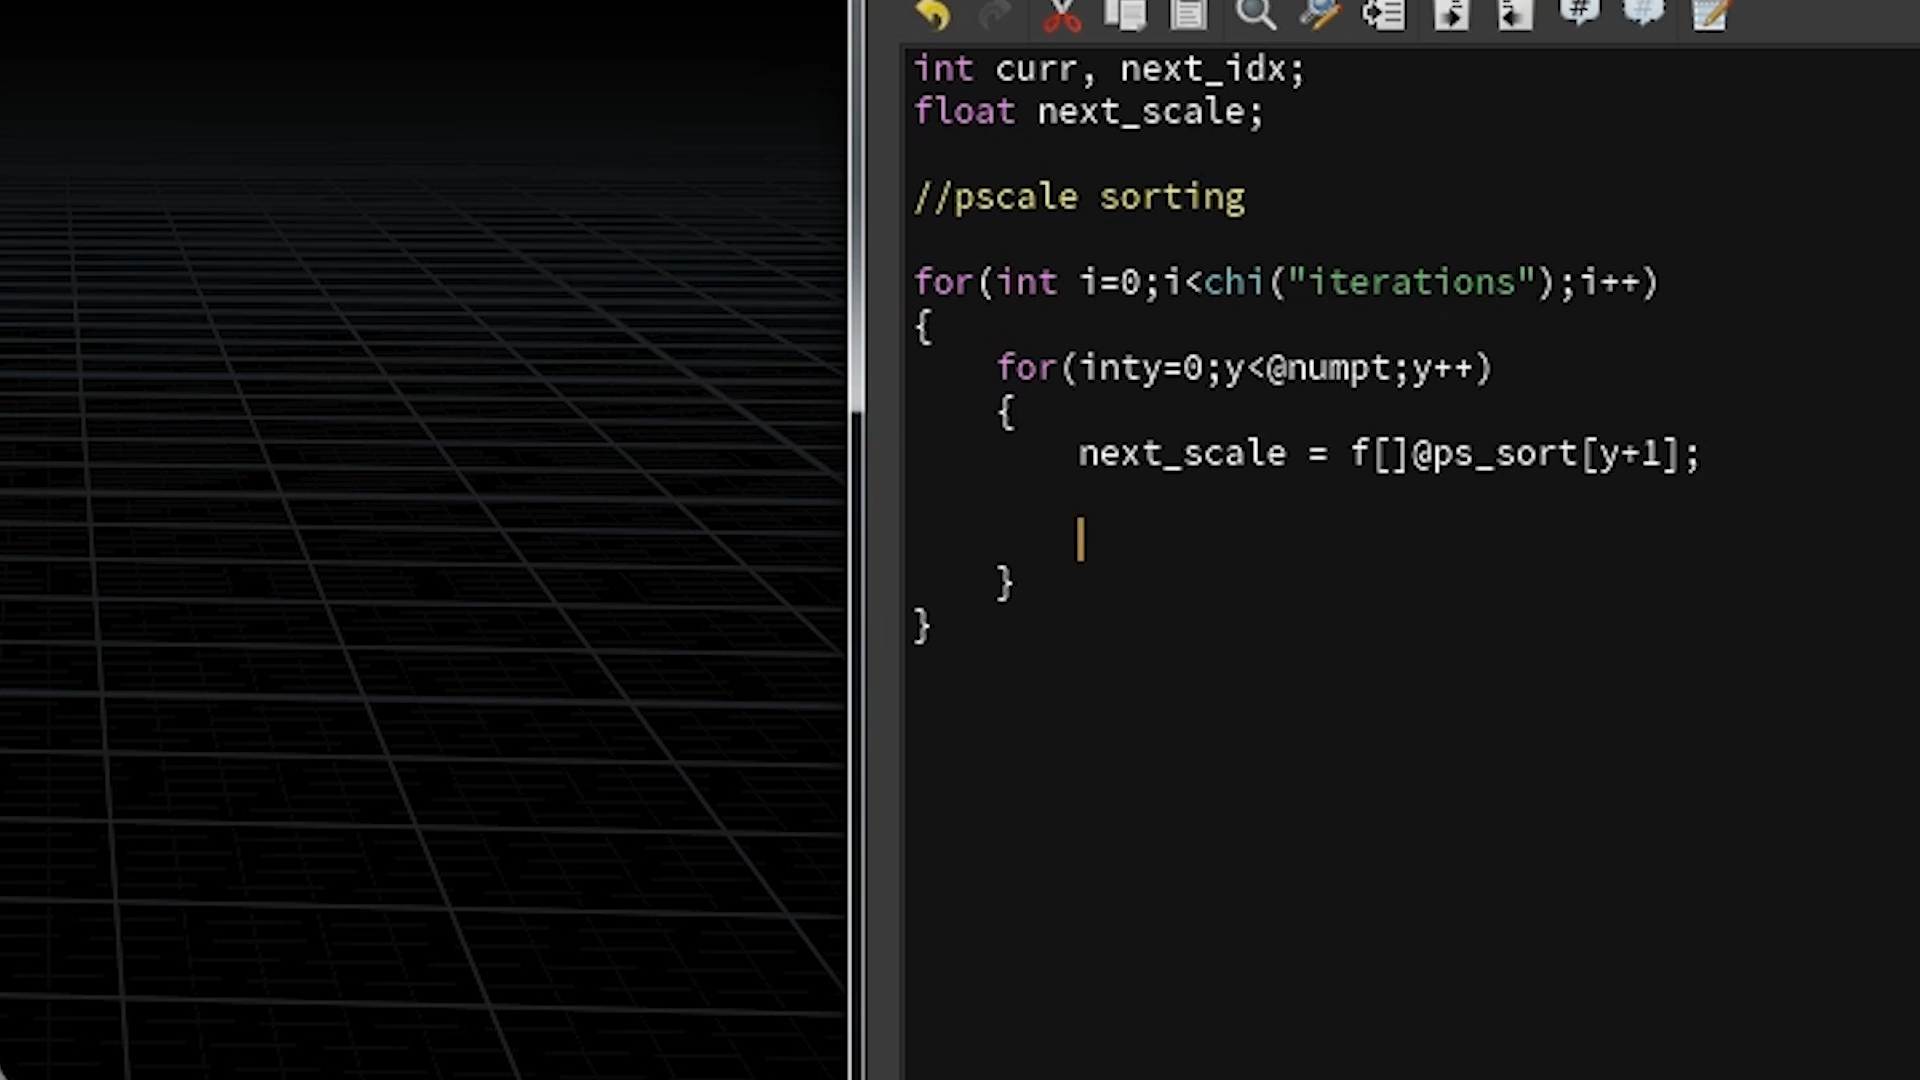 int curr, next_idx;
float next_scale;
//pscale sorting
for(int i=0;i<chi("iterations");i++)
{
for(inty=0;y<@numpt;y++)
{
next_scale = f[]@ps_sort[y+1];
}
}